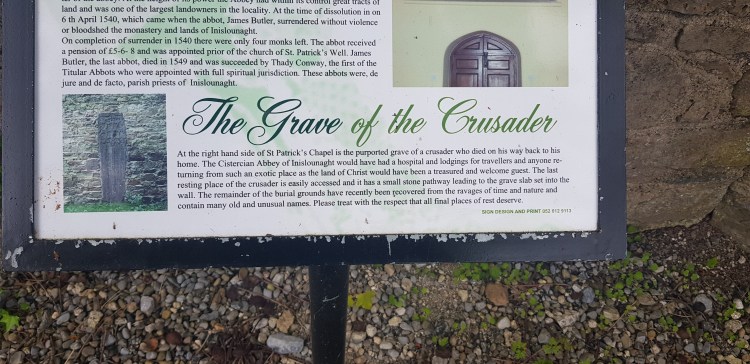 land and was one of the largest landowners in the locality. At the time of dissolution in on
6 th April 1540, which came when the abbot, James Butler, surrendered without violence
or bloodshed the monastery and lands of Inislounaght.
On completion of surrender in 1540 there were only four monks left. The abbot received
a pension of £5-6- 8 and was appointed prior of the church of St. Patrick's Well. James
Butler, the last abbot, died in 1549 and was succeeded by Thady Conway, the first of the
Titular Abbots who were appointed with full spiritual jurisdiction. These abbots were, de
jure and de facto, parish priests of Inislounaght.
The Grave of the Crusader
At the right hand side of St Patrick's Chapel is the purported grave of a crusader who died on his way back to his
home. The Cistercian Abbey of Inislounaght would have had a hospital and lodgings for travellers and anyone re-
turning from such an exotic place as the land of Christ would have been a treasured and welcome guest. The last
resting place of the crusader is easily accessed and it has a small stone pathway leading to the grave slab set into the
wall. The remainder of the burial grounds have recently been recovered from the ravages of time and nature and
contain many old and unusual names. Please treat with the respect that all final places of rest deserve.
SIGN DESIGN AND PRINT